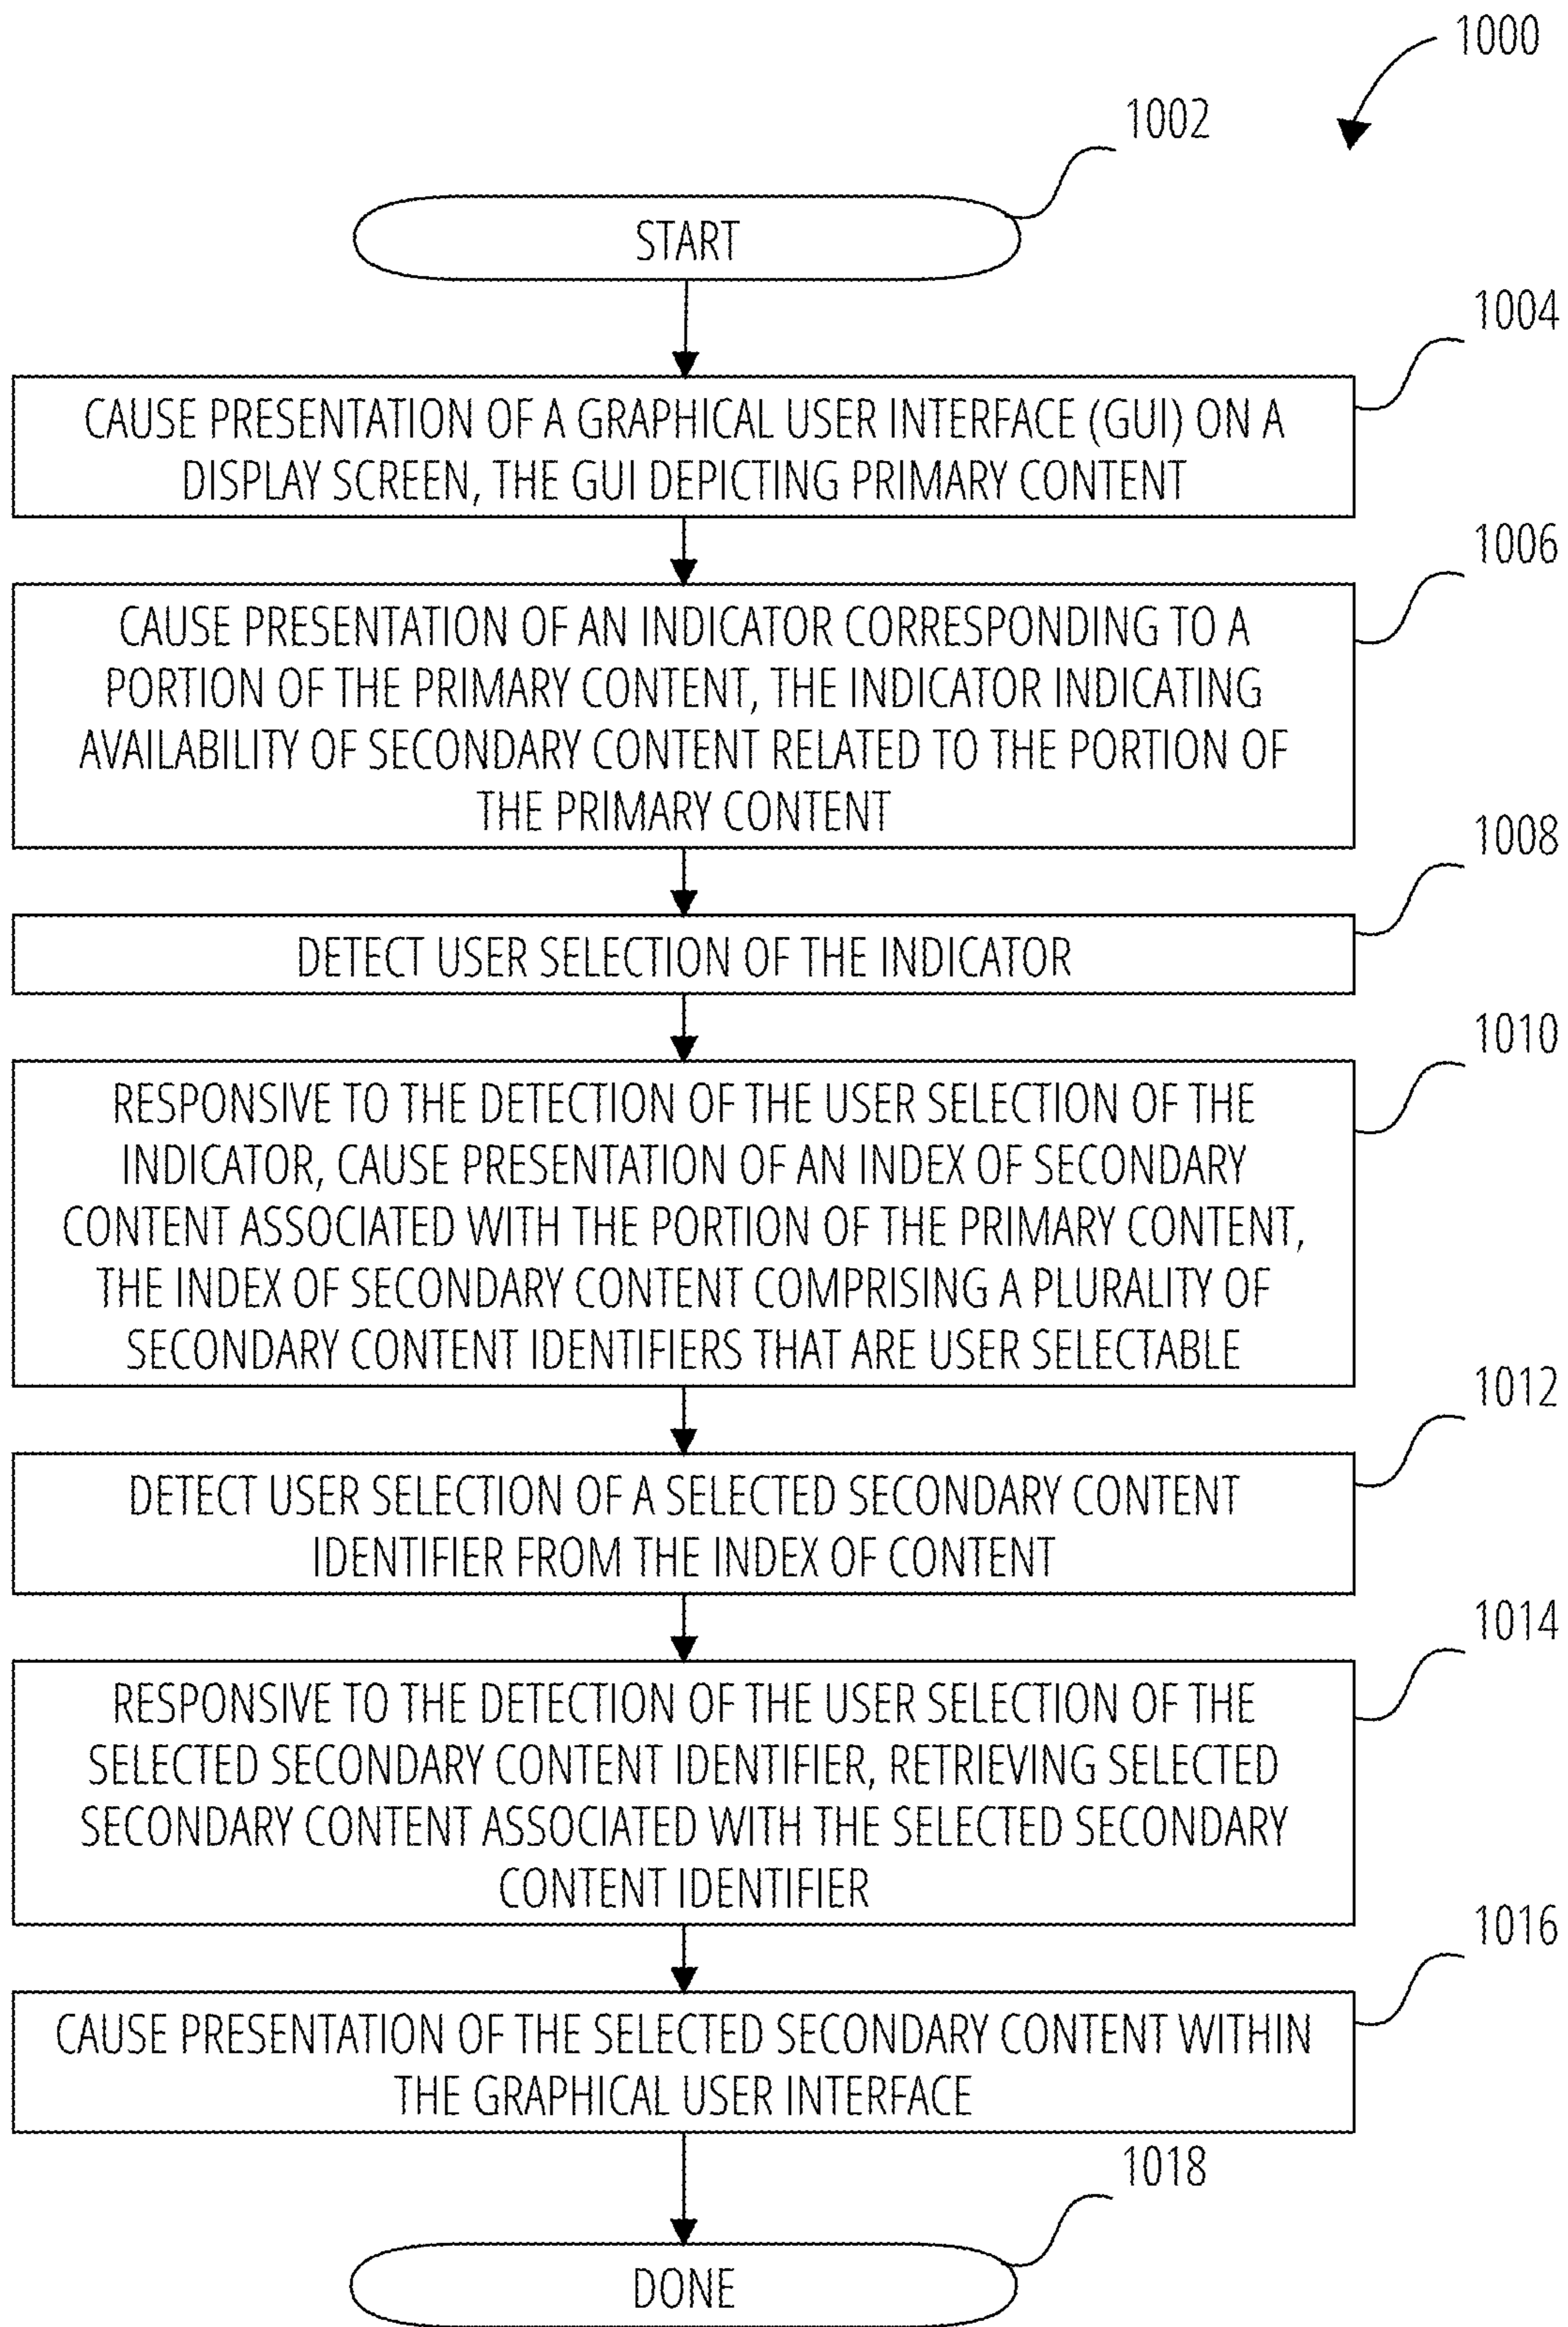 1000
1002
START
1004
CAUSE PRESENTATION OF A GRAPHICAL USER INTERFACE (GUI) ON A
DISPLAY SCREEN, THE GUI DEPICTING PRIMARY CONTENT
1006
CAUSE PRESENTATION OF AN INDICATOR CORRESPONDING TO A
PORTION OF THE PRIMARY CONTENT, THE INDICATOR INDICATING
AVAILABILITY OF SECONDARY CONTENT RELATED TO THE PORTION OF
THE PRIMARY CONTENT
1008
DETECT USER SELECTION OF THE INDICATOR
1010
RESPONSIVE TO THE DETECTION OF THE USER SELECTION OF THE
INDICATOR, CAUSE PRESENTATION OF AN INDEX OF SECONDARY
CONTENT ASSOCIATED WITH THE PORTION OF THE PRIMARY CONTENT,
THE INDEX OF SECONDARY CONTENT COMPRISING A PLURALITY OF
SECONDARY CONTENT IDENTIFIERS THAT ARE USER SELECTABLE
1012
DETECT USER SELECTION OF A SELECTED SECONDARY CONTENT
IDENTIFIER FROM THE INDEX OF CONTENT
1014
RESPONSIVE TO THE DETECTION OF THE USER SELECTION OF THE
SELECTED SECONDARY CONTENT IDENTIFIER, RETRIEVING SELECTED
SECONDARY CONTENT ASSOCIATED WITH THE SELECTED SECONDARY
CONTENT IDENTIFIER
1016
CAUSE PRESENTATION OF THE SELECTED SECONDARY CONTENT WITHIN
THE GRAPHICAL USER INTERFACE
1018
DONE